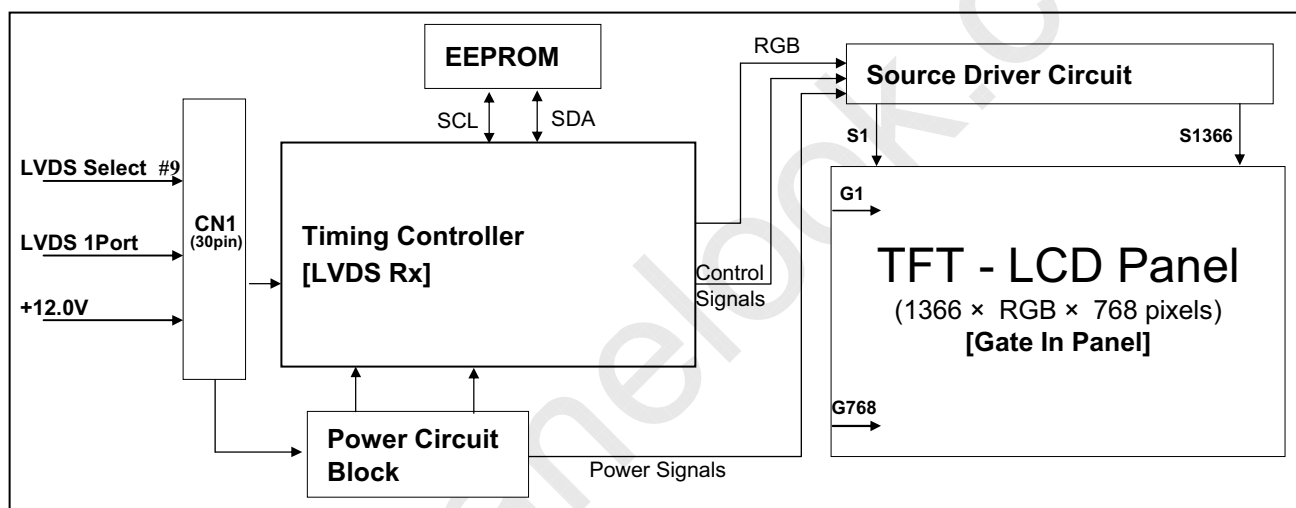 EEPROM
SCL
SDA
RGB
Source Driver Circuit
S1
S1366
LVDS Select #9
LVDS 1Port
+12.0V
CN1
(30pin)
Timing Controller
[LVDS Rx]
Control
Signals
G1
TFT - LCD Panel
(1366 × RGB × 768 pixels)
[Gate In Panel]
G768
Power Circuit
Block
Power Signals